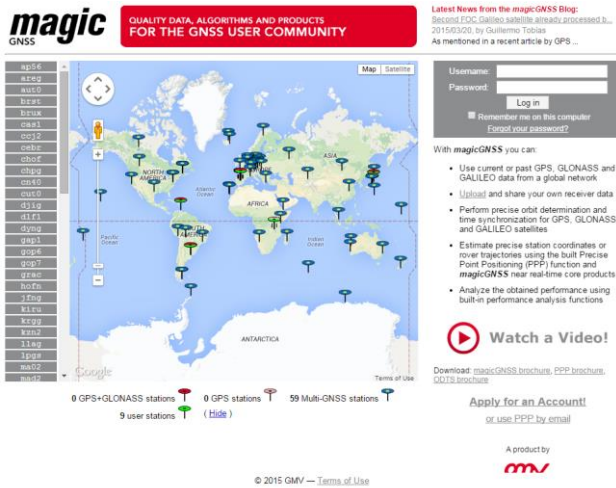 magic
GNSS
QUALITY DATA, ALGORITHMS AND PRODUCTS
FOR THE GNSS USER COMMUNITY
Latest News from the magicGNSS Blog:
Second FOC Galileo satellite already processed b...
2015/03/20, by Guillermo Tobias
As mentioned in a recent article by GPS ...
ap56
areg
aut0
brst
brux
cas1
ccj2
cebr
chof
chpg
cn40
cut0
djig
dlf1
dyng
gap1
gop6
gop7
grac
hofn
jfng
kiru
krgg
kzn2
llag
lpgs
ma02
mad2
Map
Satellite
NORTH
AMERICA
Atlantic
Ocean
AFRICA
ASIA
SOUTH
AMERICA
Pacific
Ocean
Indian
Ocean
ANTARCTICA
Google
Terms of Use
0 GPS+GLONASS stations
0 GPS stations
59 Multi-GNSS stations
9 user stations
( Hide )
Username:
Password:
Log in
Remember me on this computer
Forgot your password?
With magicGNSS you can:
• Use current or past GPS, GLONASS and
GALILEO data from a global network
• Upload and share your own receiver data
• Perform precise orbit determination and
time synchronization for GPS, GLONASS
and GALILEO satellites
• Estimate precise station coordinates or
rover trajectories using the built Precise
Point Positioning (PPP) function and
magicGNSS near real-time core products
• Analyze the obtained performance using
built-in performance analysis functions
Watch a Video!
Download: magicGNSS brochure, PPP brochure,
ODTS brochure
Apply for an Account!
or use PPP by email
A product by
gmv
© 2015 GMV — Terms of Use